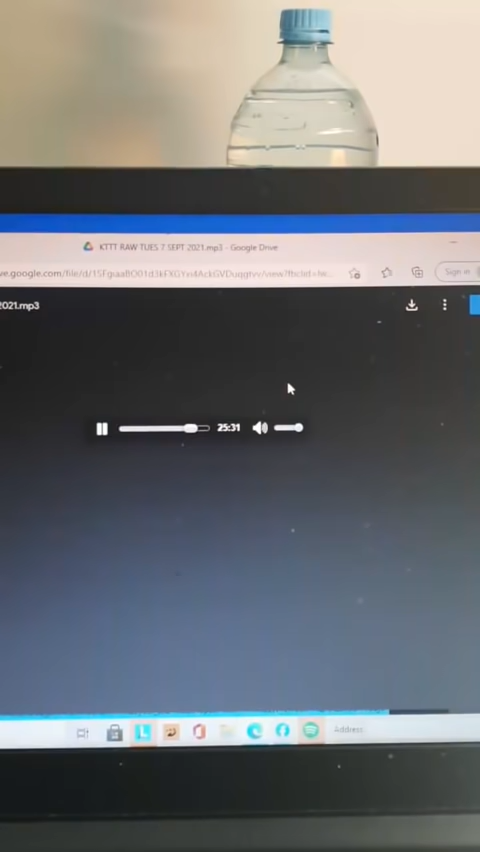 KTTT RAW TUES 7 SEPT 2021.mp3 - Google Drive
Sign in
2021.mp3
25:31
Address